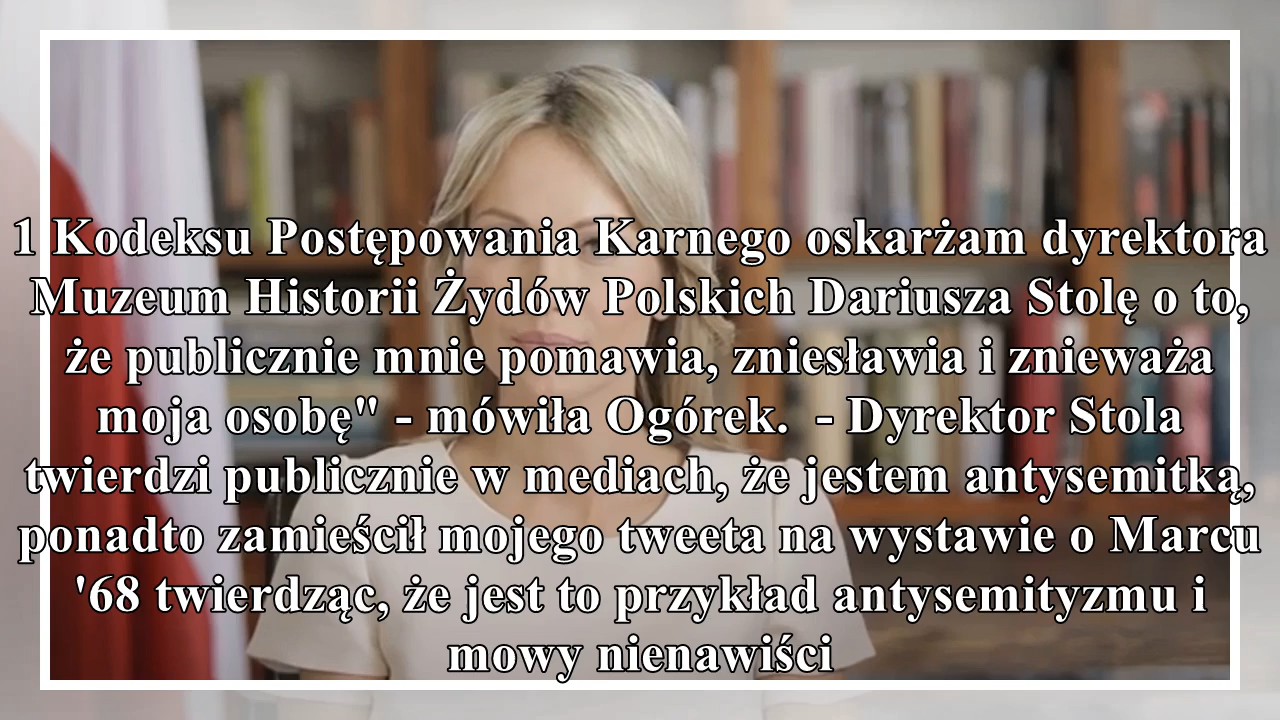 1 Kodeksu Postępowania Karnego oskarżam dyrektora
Muzeum Historii Żydów Polskich Dariusza Stolę o to,
że publicznie mnie pomawia, zniesławia i znieważa
moja osobę" - mówiła Ogórek.  - Dyrektor Stola
twierdzi publicznie w mediach, że jestem antysemitką,
ponadto zamieścił mojego tweeta na wystawie o Marcu
'68 twierdząc, że jest to przykład antysemityzmu i
mowy nienawiści